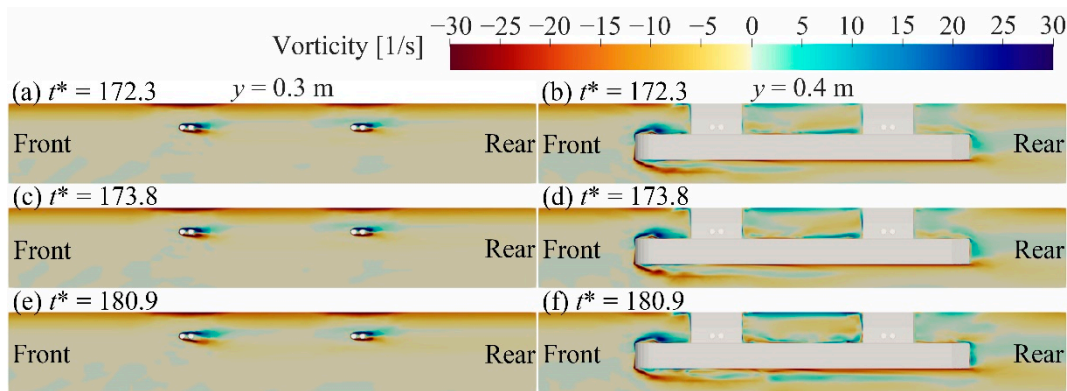 Vorticity [1/s]
−30 −25 −20 −15 −10 −5 0 5 10 15 20 25 30
(a) t* = 172.3 y = 0.3 m (b) t* = 172.3 y = 0.4 m
Front Rear Front Rear
(c) t* = 173.8 (d) t* = 173.8
Front Rear Front Rear
(e) t* = 180.9 (f) t* = 180.9
Front Rear Front Rear